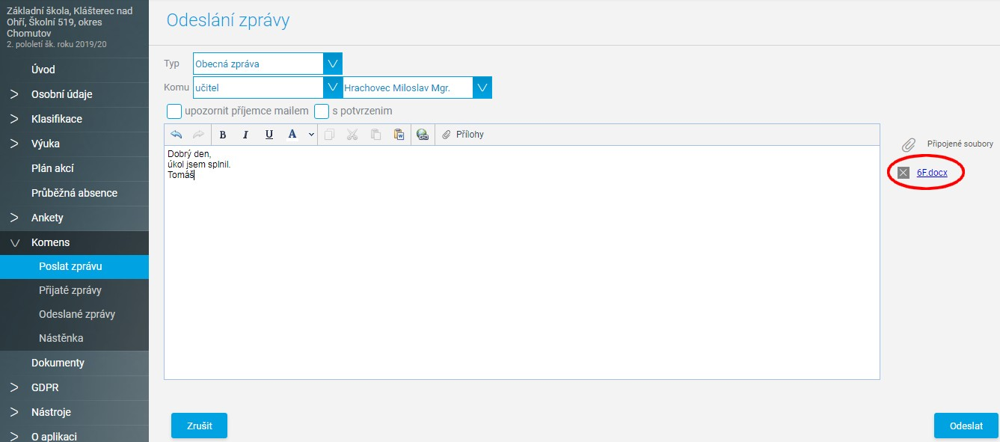 Základní škola, Klášterec nad
Ohří, Školní 519, okres
Chomutov
2. pololetí šk. roku 2019/20
Úvod
Osobní údaje
Klasifikace
Výuka
Plán akcí
Průběžná absence
Ankety
Komens
Poslat zprávu
Přijaté zprávy
Odeslané zprávy
Nástěnka
Dokumenty
GDPR
Nástroje
O aplikaci
Odeslání zprávy
Typ Obecná zpráva
Komu učitel Hrachovec Miloslav Mgr.
upozornit příjemce mailem s potvrzenim
B I U A Přílohy
Dobrý den,
úkol jsem splnil.
Tomáš
Připojené soubory
6F.docx
Zrušit
Odeslat